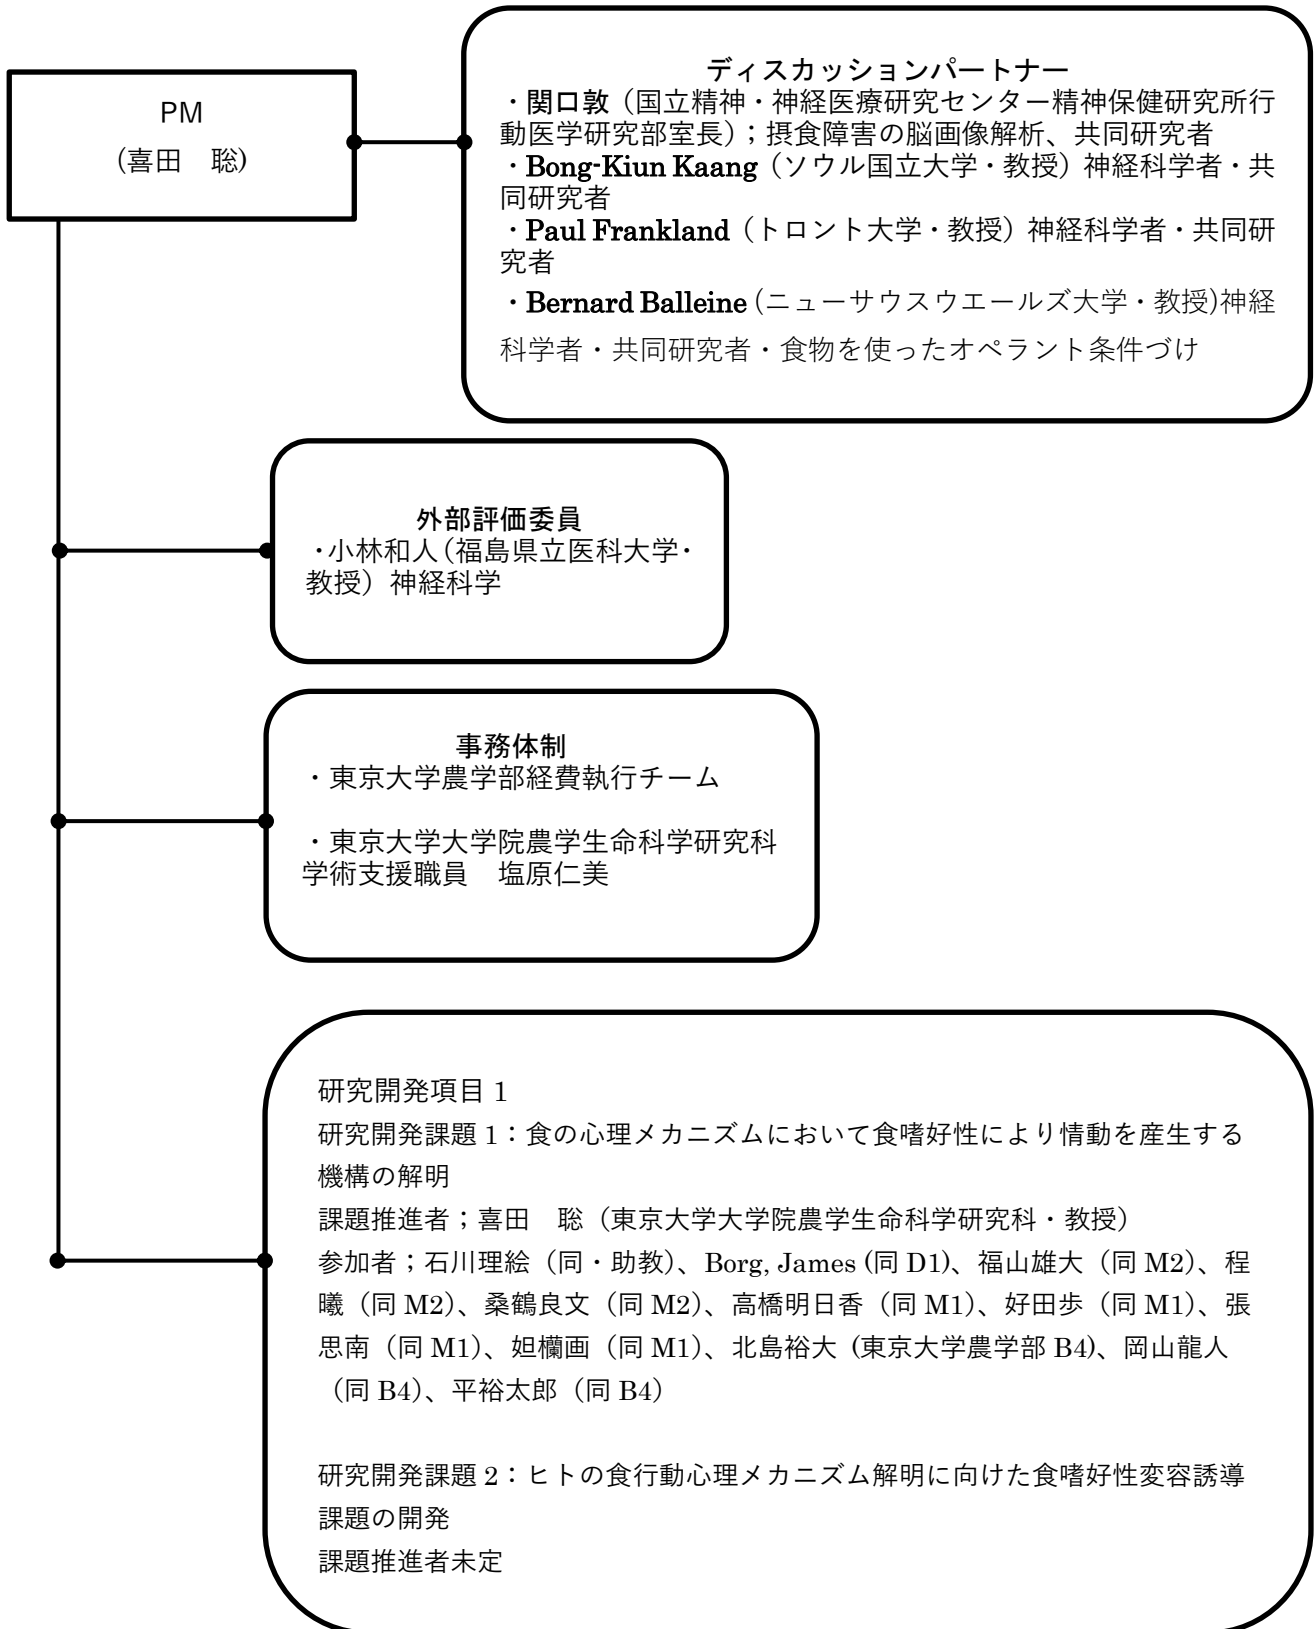 PM
(喜田　聡)
ディスカッションパートナー
・関口敦（国立精神・神経医療研究センター精神保健研究所行
動医学研究部室長）；摂食障害の脳画像解析、共同研究者
・Bong-Kiun Kaang（ソウル国立大学・教授）神経科学者・共
同研究者
・Paul Frankland（トロント大学・教授）神経科学者・共同研
究者
・Bernard Balleine (ニューサウスウエールズ大学・教授)神経
科学者・共同研究者・食物を使ったオペラント条件づけ
外部評価委員
・小林和人（福島県立医科大学・
教授）神経科学
事務体制
・東京大学農学部経費執行チーム
・東京大学大学院農学生命科学研究科
学術支援職員　塩原仁美
研究開発項目 1
研究開発課題 1：食の心理メカニズムにおいて食嗜好性により情動を産生する
機構の解明
課題推進者；喜田　聡（東京大学大学院農学生命科学研究科・教授）
参加者；石川理絵（同・助教）、Borg, James (同 D1)、福山雄大（同 M2）、程
曦（同 M2）、桑鶴良文（同 M2）、高橋明日香（同 M1）、好田歩（同 M1）、張
思南（同 M1）、妲欄画（同 M1）、北島裕大 (東京大学農学部 B4)、岡山龍人
（同 B4）、平裕太郎（同 B4）
研究開発課題 2：ヒトの食行動心理メカニズム解明に向けた食嗜好性変容誘導
課題の開発
課題推進者未定